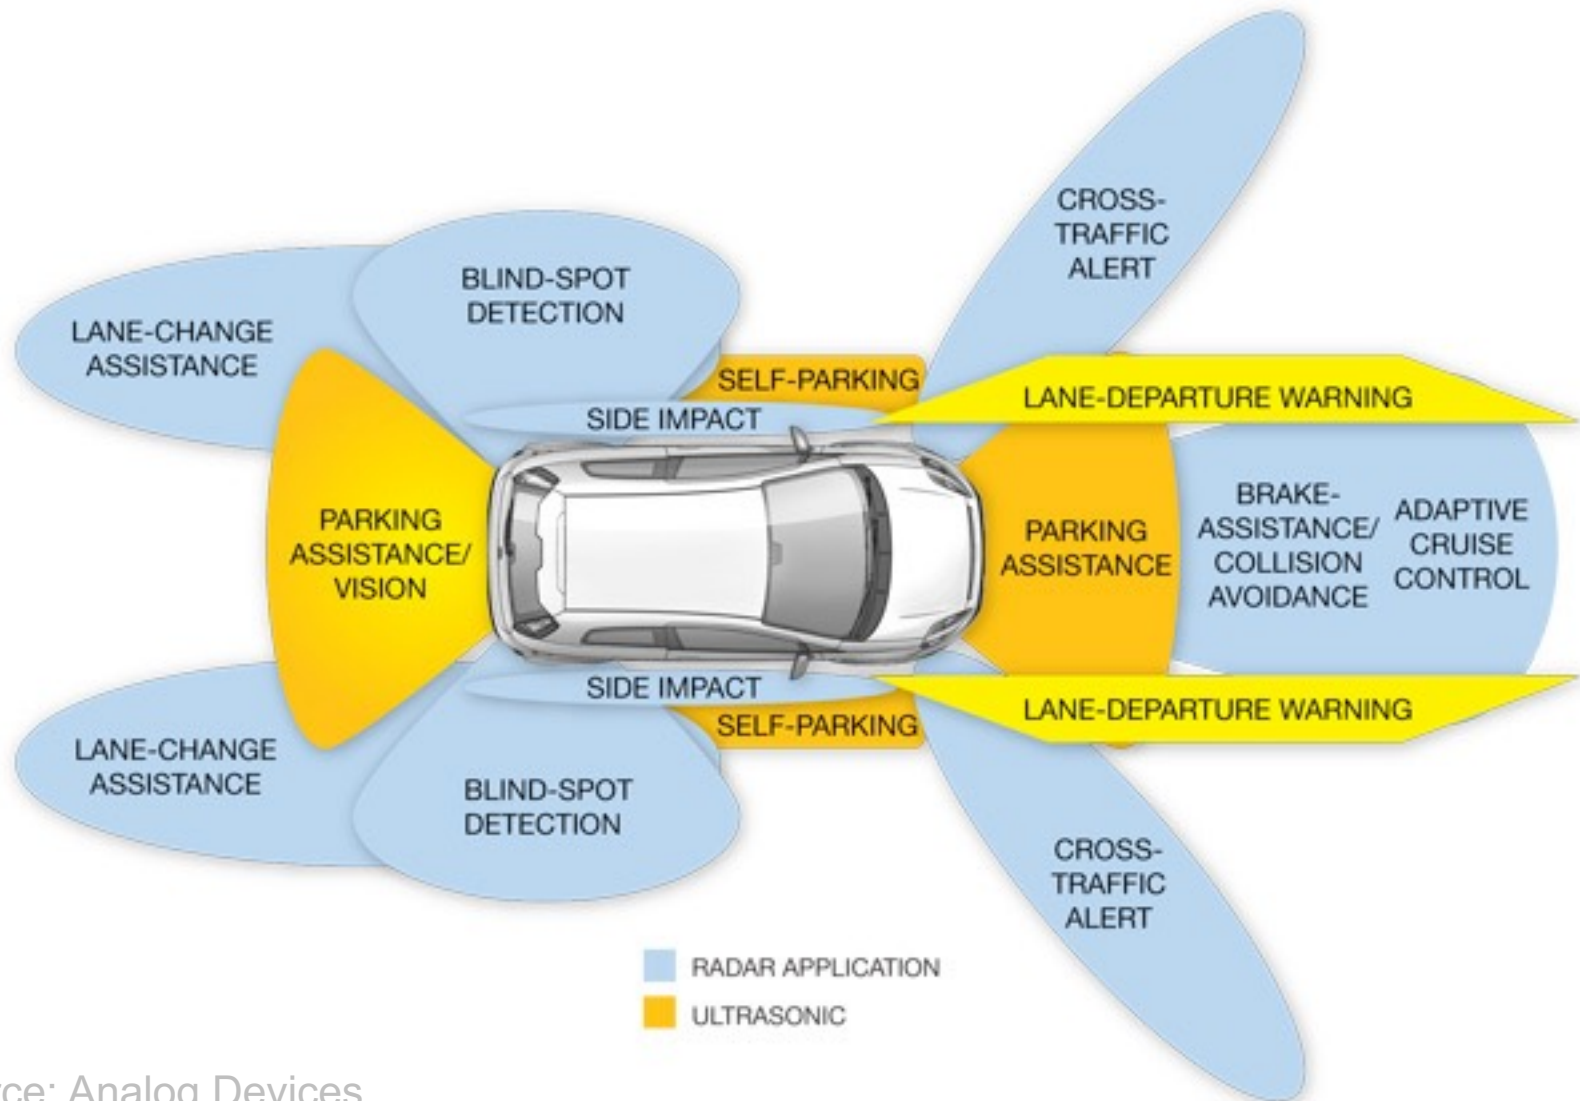 CROSS-
TRAFFIC
ALERT
BLIND-SPOT
DETECTION
LANE-CHANGE
ASSISTANCE
SELF-PARKING
LANE-DEPARTURE WARNING
SIDE IMPACT
PARKING
ASSISTANCE/
VISION
PARKING
ASSISTANCE
BRAKE-
ASSISTANCE/
COLLISION
AVOIDANCE
ADAPTIVE
CRUISE
CONTROL
SIDE IMPACT
SELF-PARKING
LANE-DEPARTURE WARNING
LANE-CHANGE
ASSISTANCE
BLIND-SPOT
DETECTION
CROSS-
TRAFFIC
ALERT
RADAR APPLICATION
ULTRASONIC
rce: Analog Devices